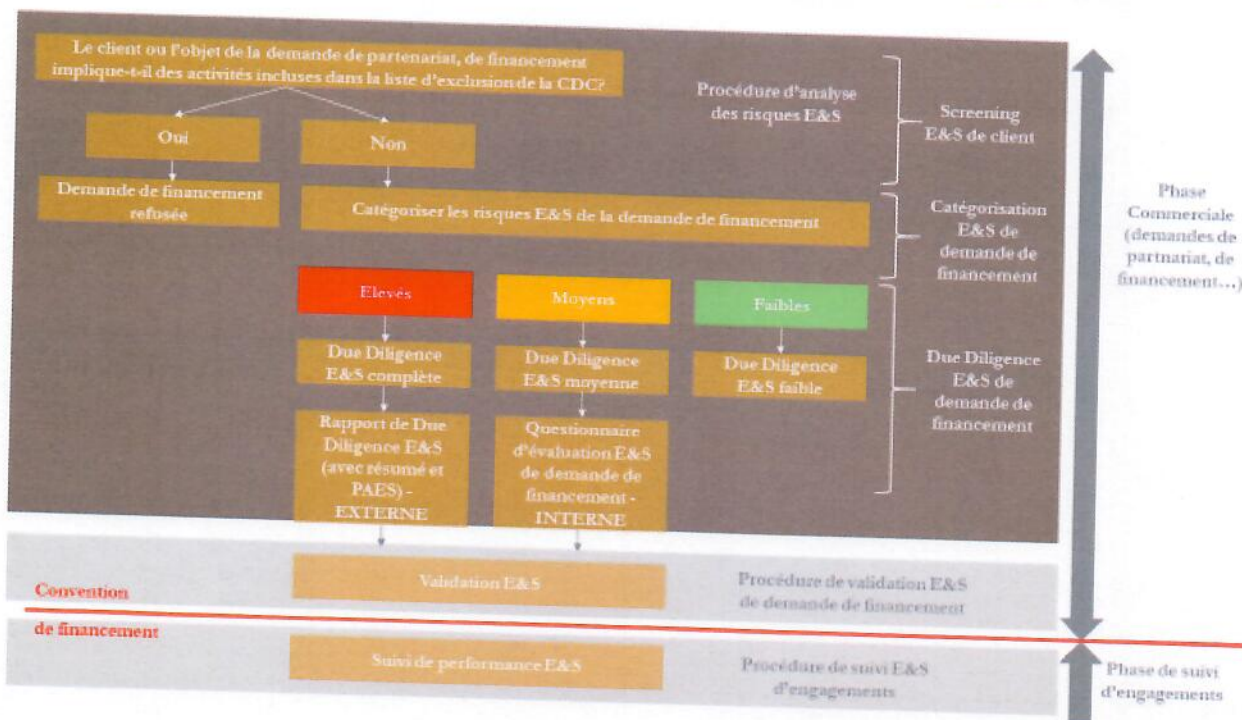 Le client ou l'objet de la demande de partenariat, de financement
implique-t-il des activités incluses dans la liste d'exclusion de la CDC?
Procédure d'analyse
des risques E&S
Screening
E&S de client
Oui
Non
Demande de financement
refusée
Catégoriser les risques E&S de la demande de financement
Catégorisation
E&S de
demande de
financement
Phase
Commerciale
(demandes de
partnariat, de
financement…)
Elevés
Moyens
Faibles
Due Diligence
E&S complète
Due Diligence
E&S moyenne
Due Diligence
E&S faible
Due Diligence
E&S de
demande de
financement
Rapport de Due
Diligence E&S
(avec résumé et
PAES) -
EXTERNE
Questionnaire
d'évaluation E&S
de demande de
financement -
INTERNE
Validation E&S
Procédure de validation E&S
de demande de financement
Convention
de financement
Suivi de performance E&S
Procédure de suivi E&S
d'engagements
Phase de suivi
d'engagements